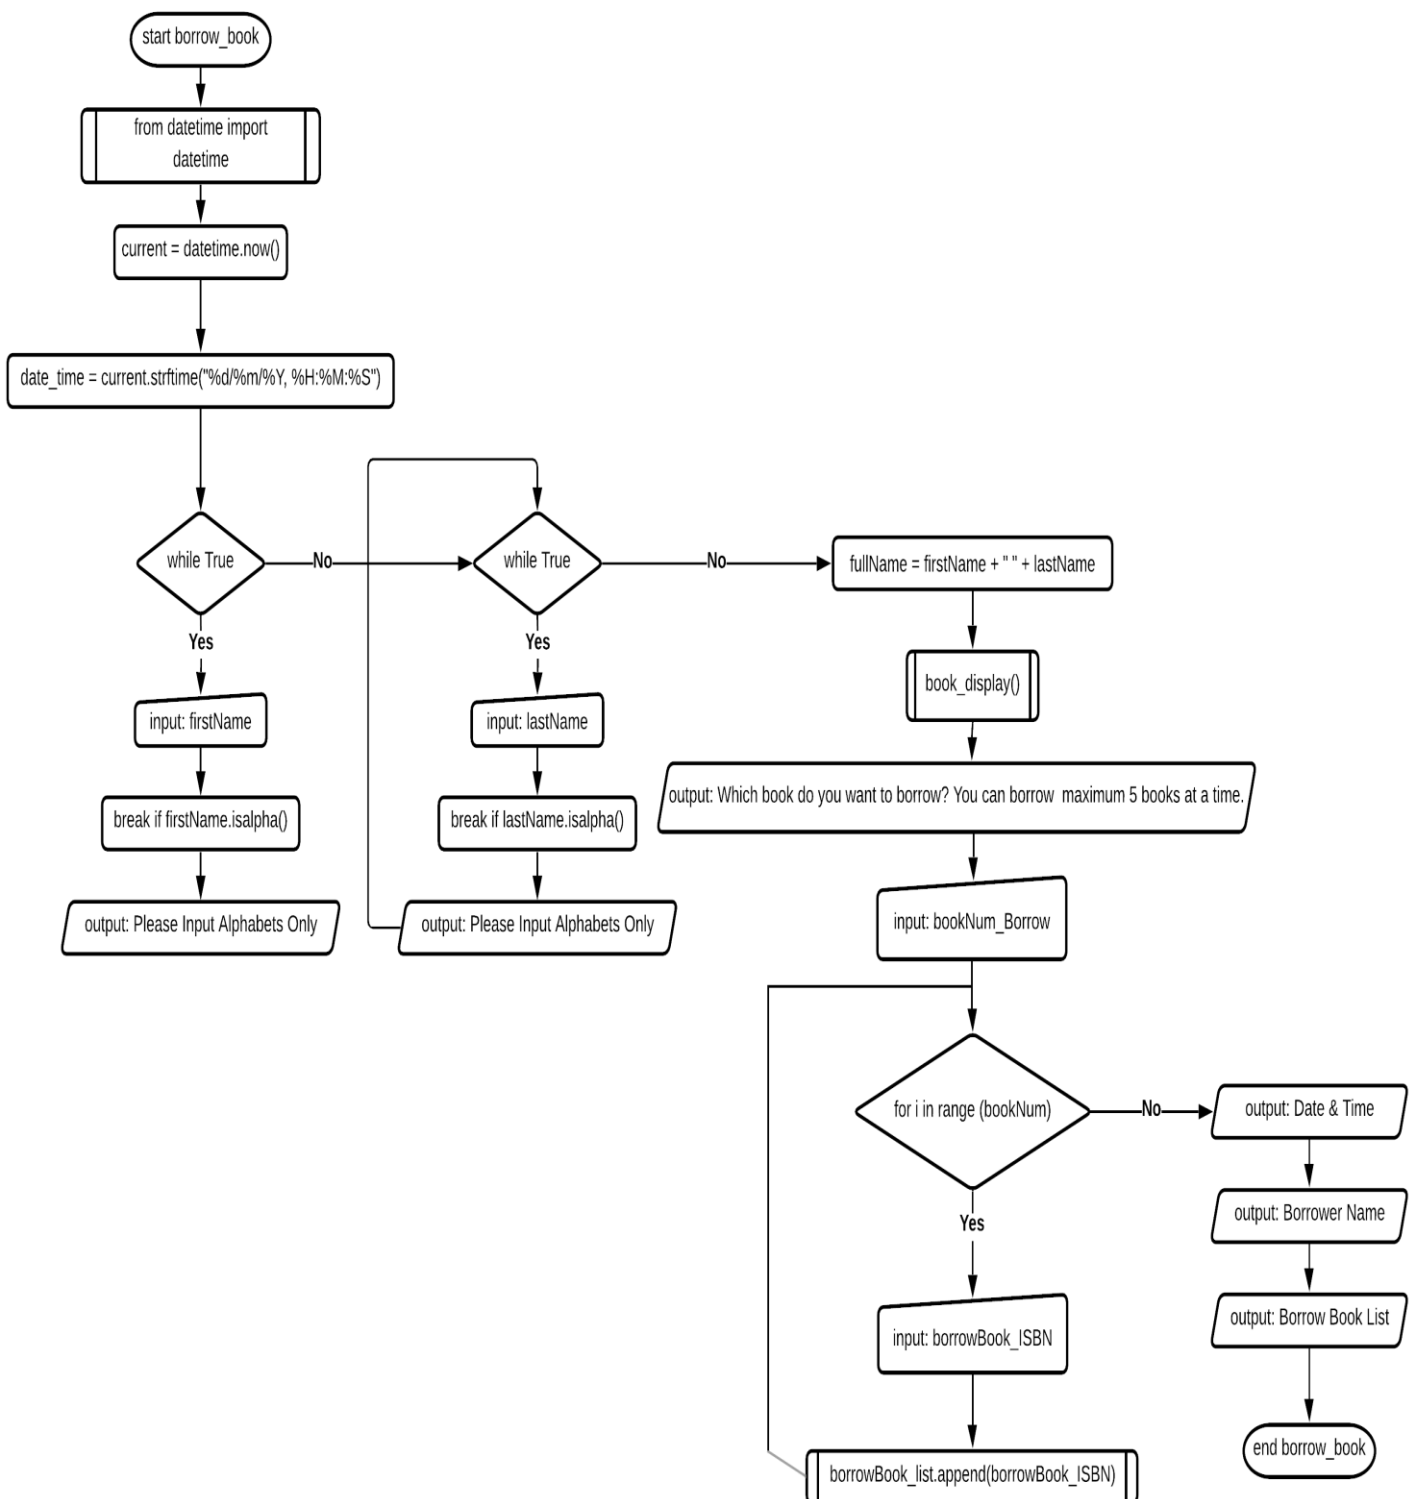 start borrow_book
from datetime import
datetime
current = datetime.now()
date_time = current.strftime("%d/%m/%Y, %H:%M:%S")
while True
No
Yes
input: firstName
break if firstName.isalpha()
output: Please Input Alphabets Only
while True
No
Yes
input: lastName
break if lastName.isalpha()
output: Please Input Alphabets Only
fullName = firstName + " " + lastName
book_display()
output: Which book do you want to borrow? You can borrow maximum 5 books at a time.
input: bookNum_Borrow
for i in range (bookNum)
No
Yes
input: borrowBook_ISBN
borrowBook_list.append(borrowBook_ISBN)
output: Date & Time
output: Borrower Name
output: Borrow Book List
end borrow_book